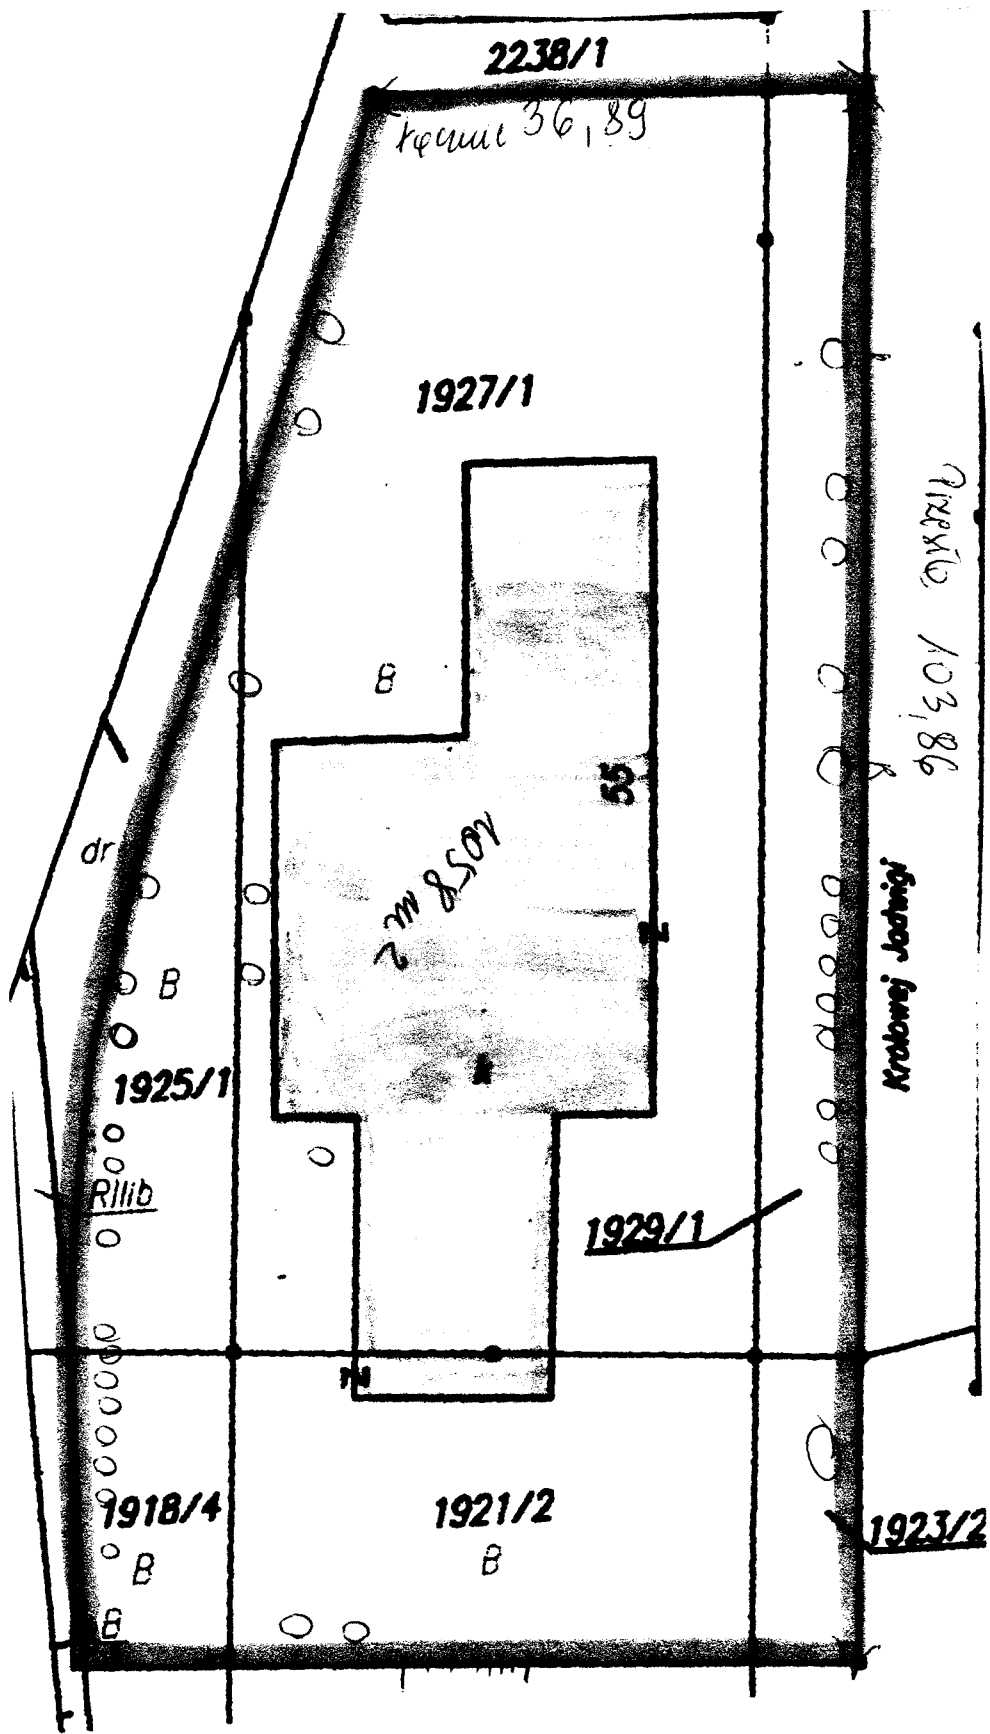 2238/1
łącznie 36,89
1927/1
B
103,86
55
1058 m2
dr
B
Z
Królowej Jadwigi
k
1925/1
RIIIb
1929/1
Z
1918/4
1921/2
1923/2
B
B
B